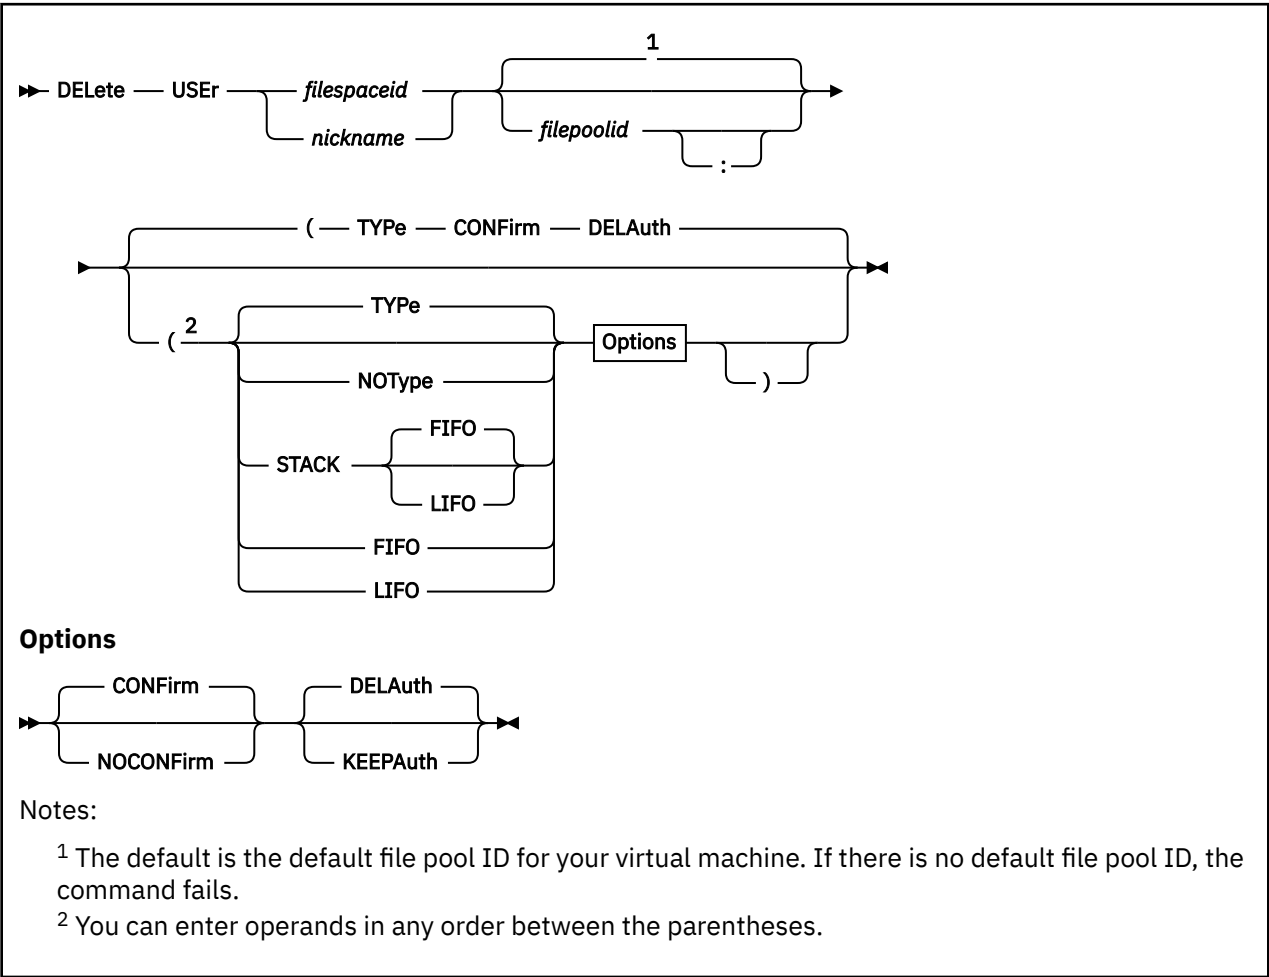 1
DELete USEr filespaceid
nickname
filepoolid
:
( TYPe CONFirm DELAuth
TYPe
( 2 Options
NOType )
FIFO
STACK
LIFO
FIFO
LIFO
Options
CONFirm DELAuth
NOCONFirm KEEPAuth
Notes:
1 The default is the default file pool ID for your virtual machine. If there is no default file pool ID, the
command fails.
2 You can enter operands in any order between the parentheses.